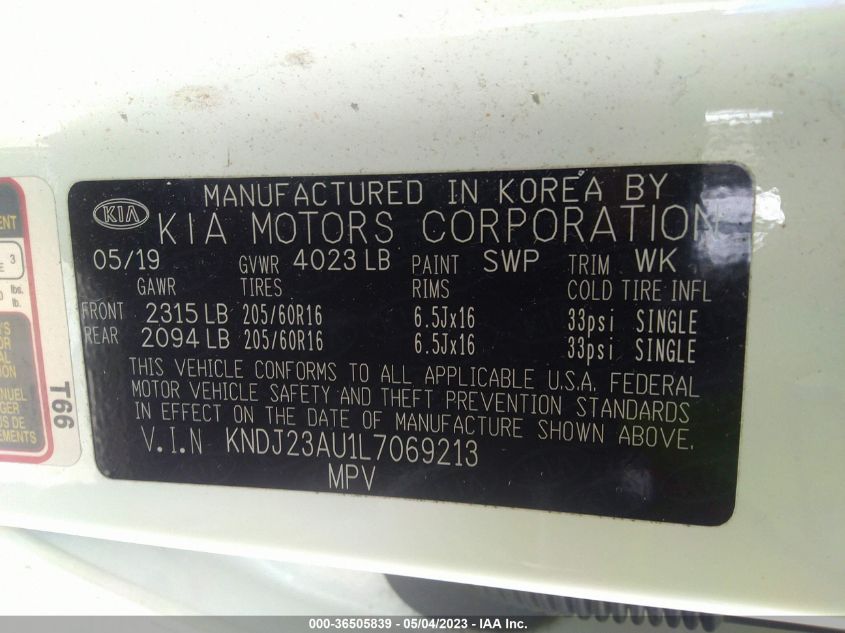 MANUFACTURED IN KOREA BY
KIA KIA MOTORS CORPORATION
05/19 GVWR 4023 LB PAINT SWP TRIM WK
GAWR TIRES RIMS COLD TIRE INFL
FRONT 2315 LB 205/60R16 6.5Jx16 33psi SINGLE
REAR 2094 LB 205/60R16 6.5Jx16 33psi SINGLE
THIS VEHICLE CONFORMS TO ALL APPLICABLE U.S.A. FEDERAL
MOTOR VEHICLE SAFETY AND THEFT PREVENTION STANDARDS
IN EFFECT ON THE DATE OF MANUFACTURE SHOWN ABOVE.
V.I.N KNDJ23AU1L7069213
MPV
T66
3
lbs.
lb.
000-36505839 - 05/04/2023 - IAA Inc.